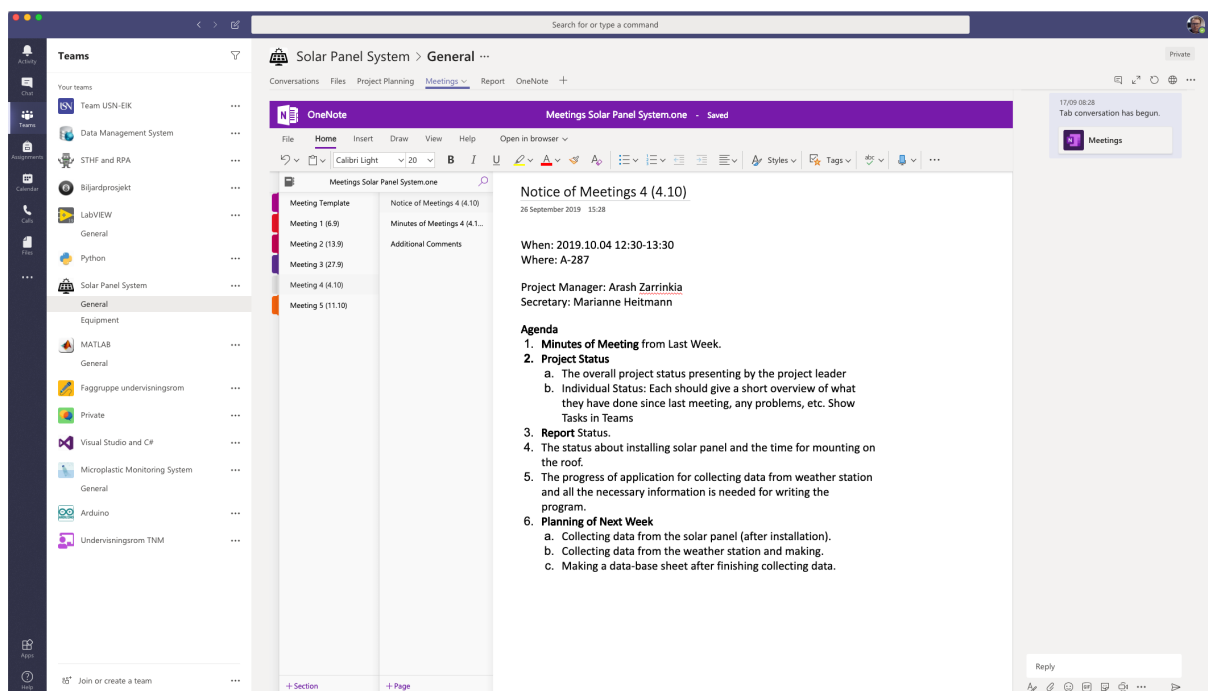 Search for or type a command
Activity
Chat
Teams
Assignments
Calendar
Calls
Files
Apps
Help
Teams
Your teams
Team USN-EIK
Data Management System
STHF and RPA
Biljardprosjekt
LabVIEW
General
Python
Solar Panel System
General
Equipment
MATLAB
General
Faggruppe undervisningsrom
Private
Visual Studio and C#
Microplastic Monitoring System
General
Arduino
Undervisningsrom TNM
Join or create a team
Solar Panel System > General ...
Private
Conversations Files Project Planning Meetings Report OneNote +
OneNote
Meetings Solar Panel System.one - Saved
File Home Insert Draw View Help Open in browser
Calibri Light 20 B I U A Styles Tags abc
Meetings Solar Panel System.one
Meeting Template
Meeting 1 (6.9)
Meeting 2 (13.9)
Meeting 3 (27.9)
Meeting 4 (4.10)
Meeting 5 (11.10)
+ Section
Notice of Meetings 4 (4.10)
Minutes of Meetings 4 (4.1...
Additional Comments
+ Page
Notice of Meetings 4 (4.10)
26 September 2019 15:28
When: 2019.10.04 12:30-13:30
Where: A-287
Project Manager: Arash Zarrinkia
Secretary: Marianne Heitmann
Agenda
1. Minutes of Meeting from Last Week.
2. Project Status
a. The overall project status presenting by the project leader
b. Individual Status: Each should give a short overview of what
they have done since last meeting, any problems, etc. Show
Tasks in Teams
3. Report Status.
4. The status about installing solar panel and the time for mounting on
the roof.
5. The progress of application for collecting data from weather station
and all the necessary information is needed for writing the
program.
6. Planning of Next Week
a. Collecting data from the solar panel (after installation).
b. Collecting data from the weather station and making.
c. Making a data-base sheet after finishing collecting data.
17/09 08:28
Tab conversation has begun.
Meetings
Reply